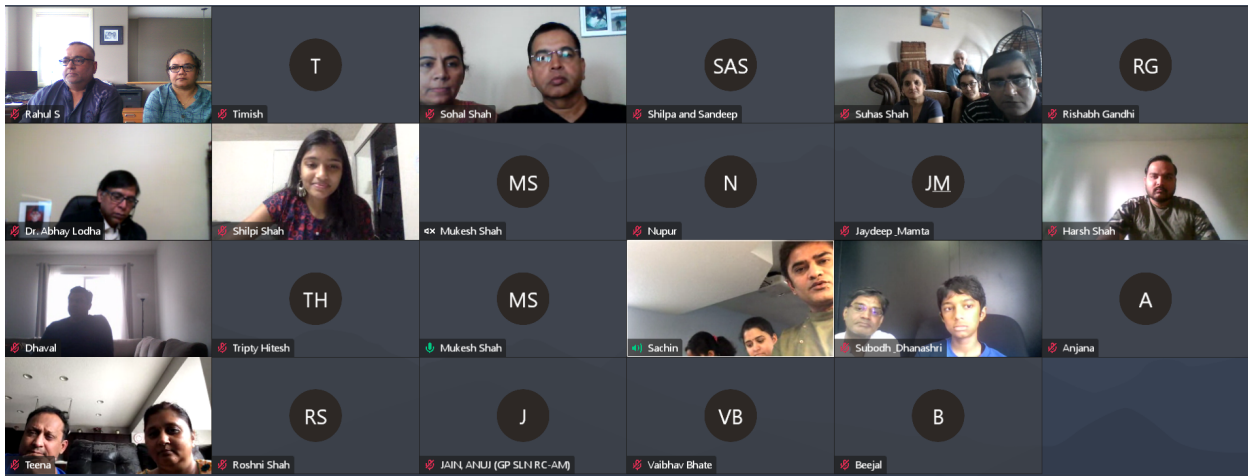 Rahul S
T
Timish
Sohal Shah
SAS
Shilpa and Sandeep
Suhas Shah
RG
Rishabh Gandhi
Dr. Abhay Lodha
Shilpi Shah
MS
Mukesh Shah
N
Nupur
JM
Jaydeep_Mamta
Harsh Shah
Dhaval
TH
Tripty Hitesh
MS
Mukesh Shah
Sachin
Subodh_Dhanashri
A
Anjana
Teena
RS
Roshni Shah
J
JAIN, ANUJ (GP SLN RC-AM)
VB
Vaibhav Bhate
B
Beejal